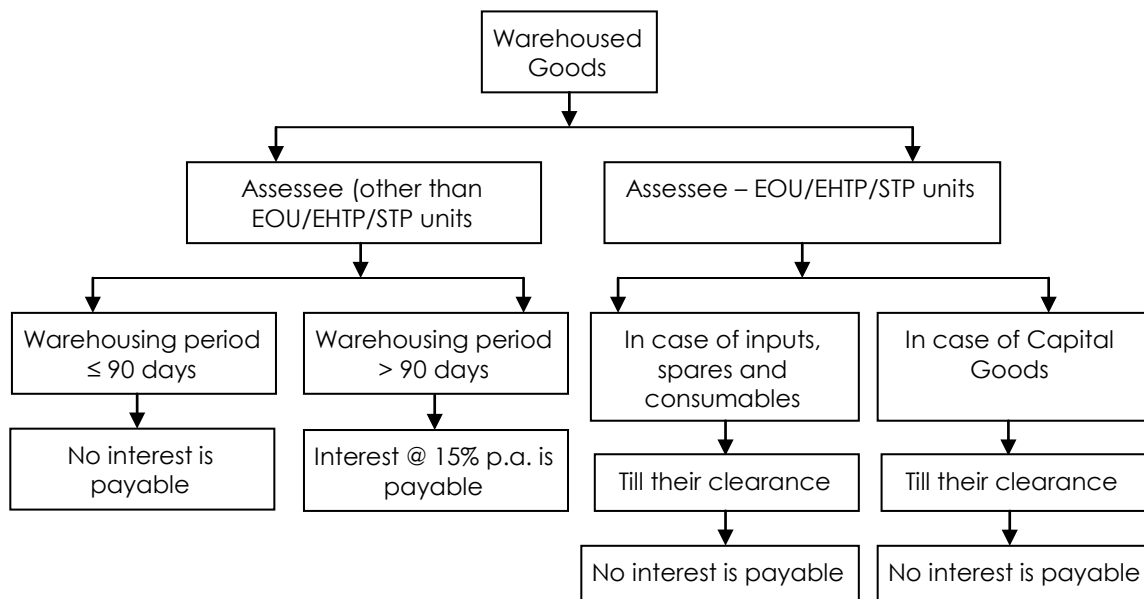 Warehoused
Goods
Assessee (other than
EOU/EHTP/STP units
Assessee – EOU/EHTP/STP units
Warehousing period
≤ 90 days
Warehousing period
> 90 days
In case of inputs,
spares and
consumables
In case of Capital
Goods
No interest is
payable
Interest @ 15% p.a. is
payable
Till their clearance
Till their clearance
No interest is payable
No interest is payable